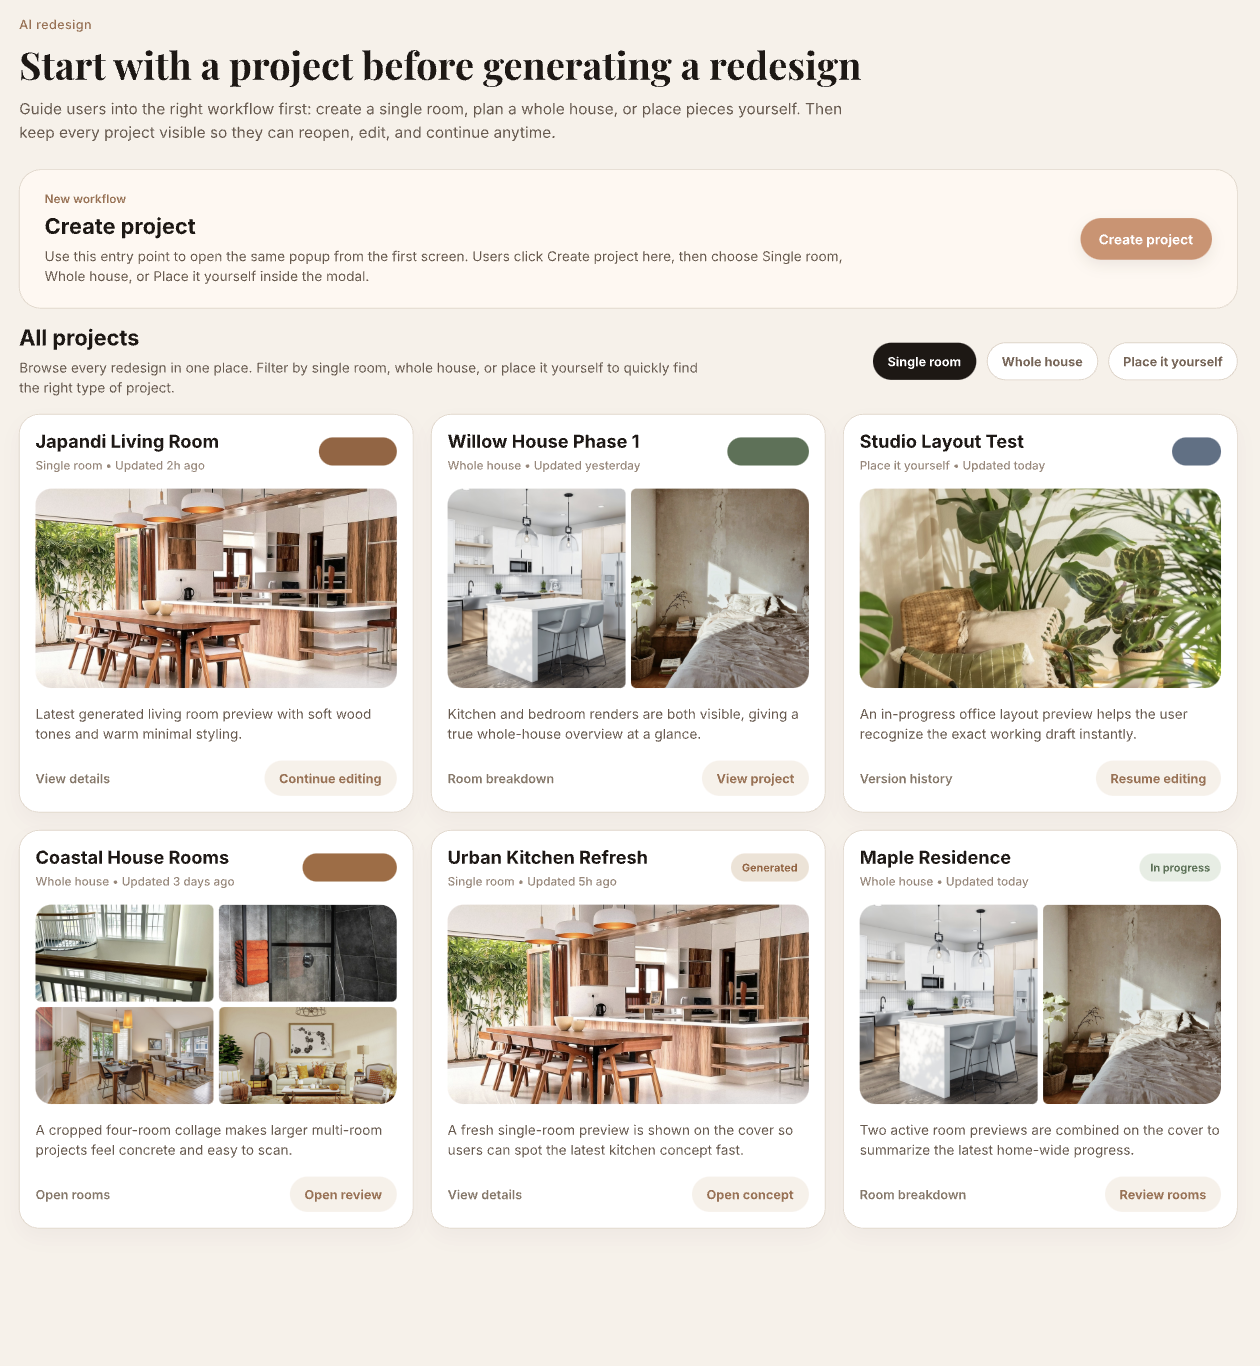 AI redesign
Start with a project before generating a redesign
Guide users into the right workflow first: create a single room, plan a whole house, or place pieces yourself. Then
keep every project visible so they can reopen, edit, and continue anytime.
New workflow
Create project
Use this entry point to open the same popup from the first screen. Users click Create project here, then choose Single room,
Whole house, or Place it yourself inside the modal.
Create project
All projects
Browse every redesign in one place. Filter by single room, whole house, or place it yourself to quickly find
the right type of project.
Single room
Whole house
Place it yourself
Japandi Living Room
Single room • Updated 2h ago
Latest generated living room preview with soft wood
tones and warm minimal styling.
View details
Continue editing
Willow House Phase 1
Whole house • Updated yesterday
Kitchen and bedroom renders are both visible, giving a
true whole-house overview at a glance.
Room breakdown
View project
Studio Layout Test
Place it yourself • Updated today
An in-progress office layout preview helps the user
recognize the exact working draft instantly.
Version history
Resume editing
Coastal House Rooms
Whole house • Updated 3 days ago
A cropped four-room collage makes larger multi-room
projects feel concrete and easy to scan.
Open rooms
Open review
Urban Kitchen Refresh
Single room • Updated 5h ago
Generated
A fresh single-room preview is shown on the cover so
users can spot the latest kitchen concept fast.
View details
Open concept
Maple Residence
Whole house • Updated today
In progress
Two active room previews are combined on the cover to
summarize the latest home-wide progress.
Room breakdown
Review rooms